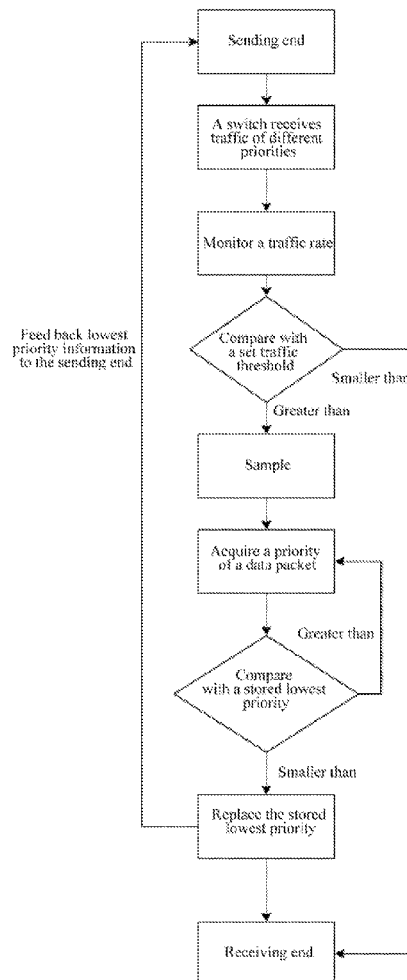 Sending end
A switch receives
traffic of different
priorities
Monitor a traffic rate
Feed back lowest
priority information
to the sending end
Compare with
a set traffic
threshold
Smaller than
Greater than
Sample
Acquire a priority
of a data packet
Greater than
Compare
with a stored lowest
priority
Smaller than
Replace the stored
lowest priority
Receiving end